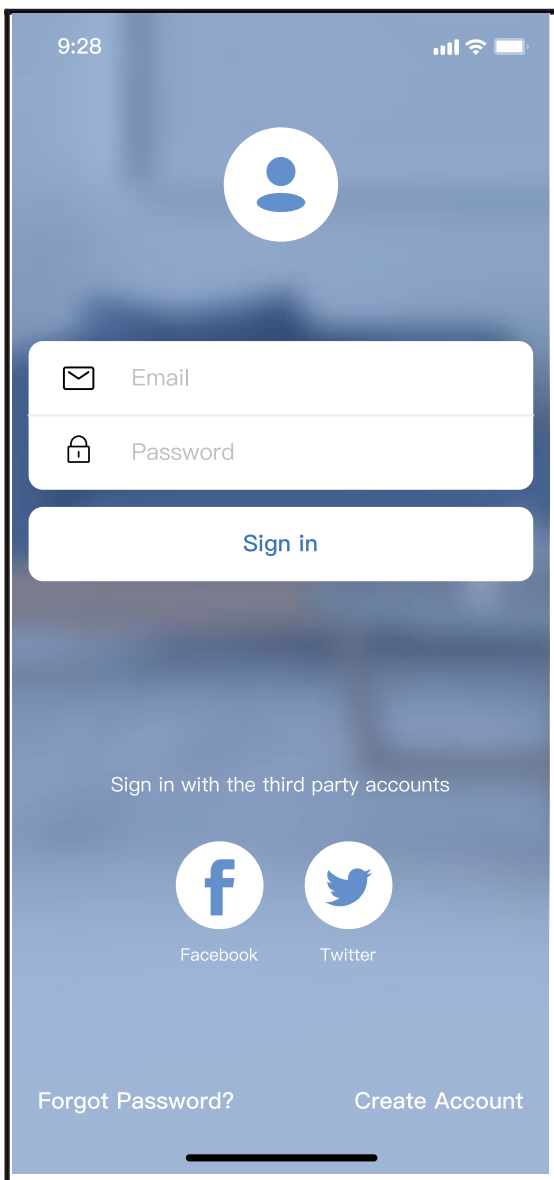 9:28
Email
Password
Sign in
Sign in with the third party accounts
Facebook Twitter
Forgot Password? Create Account